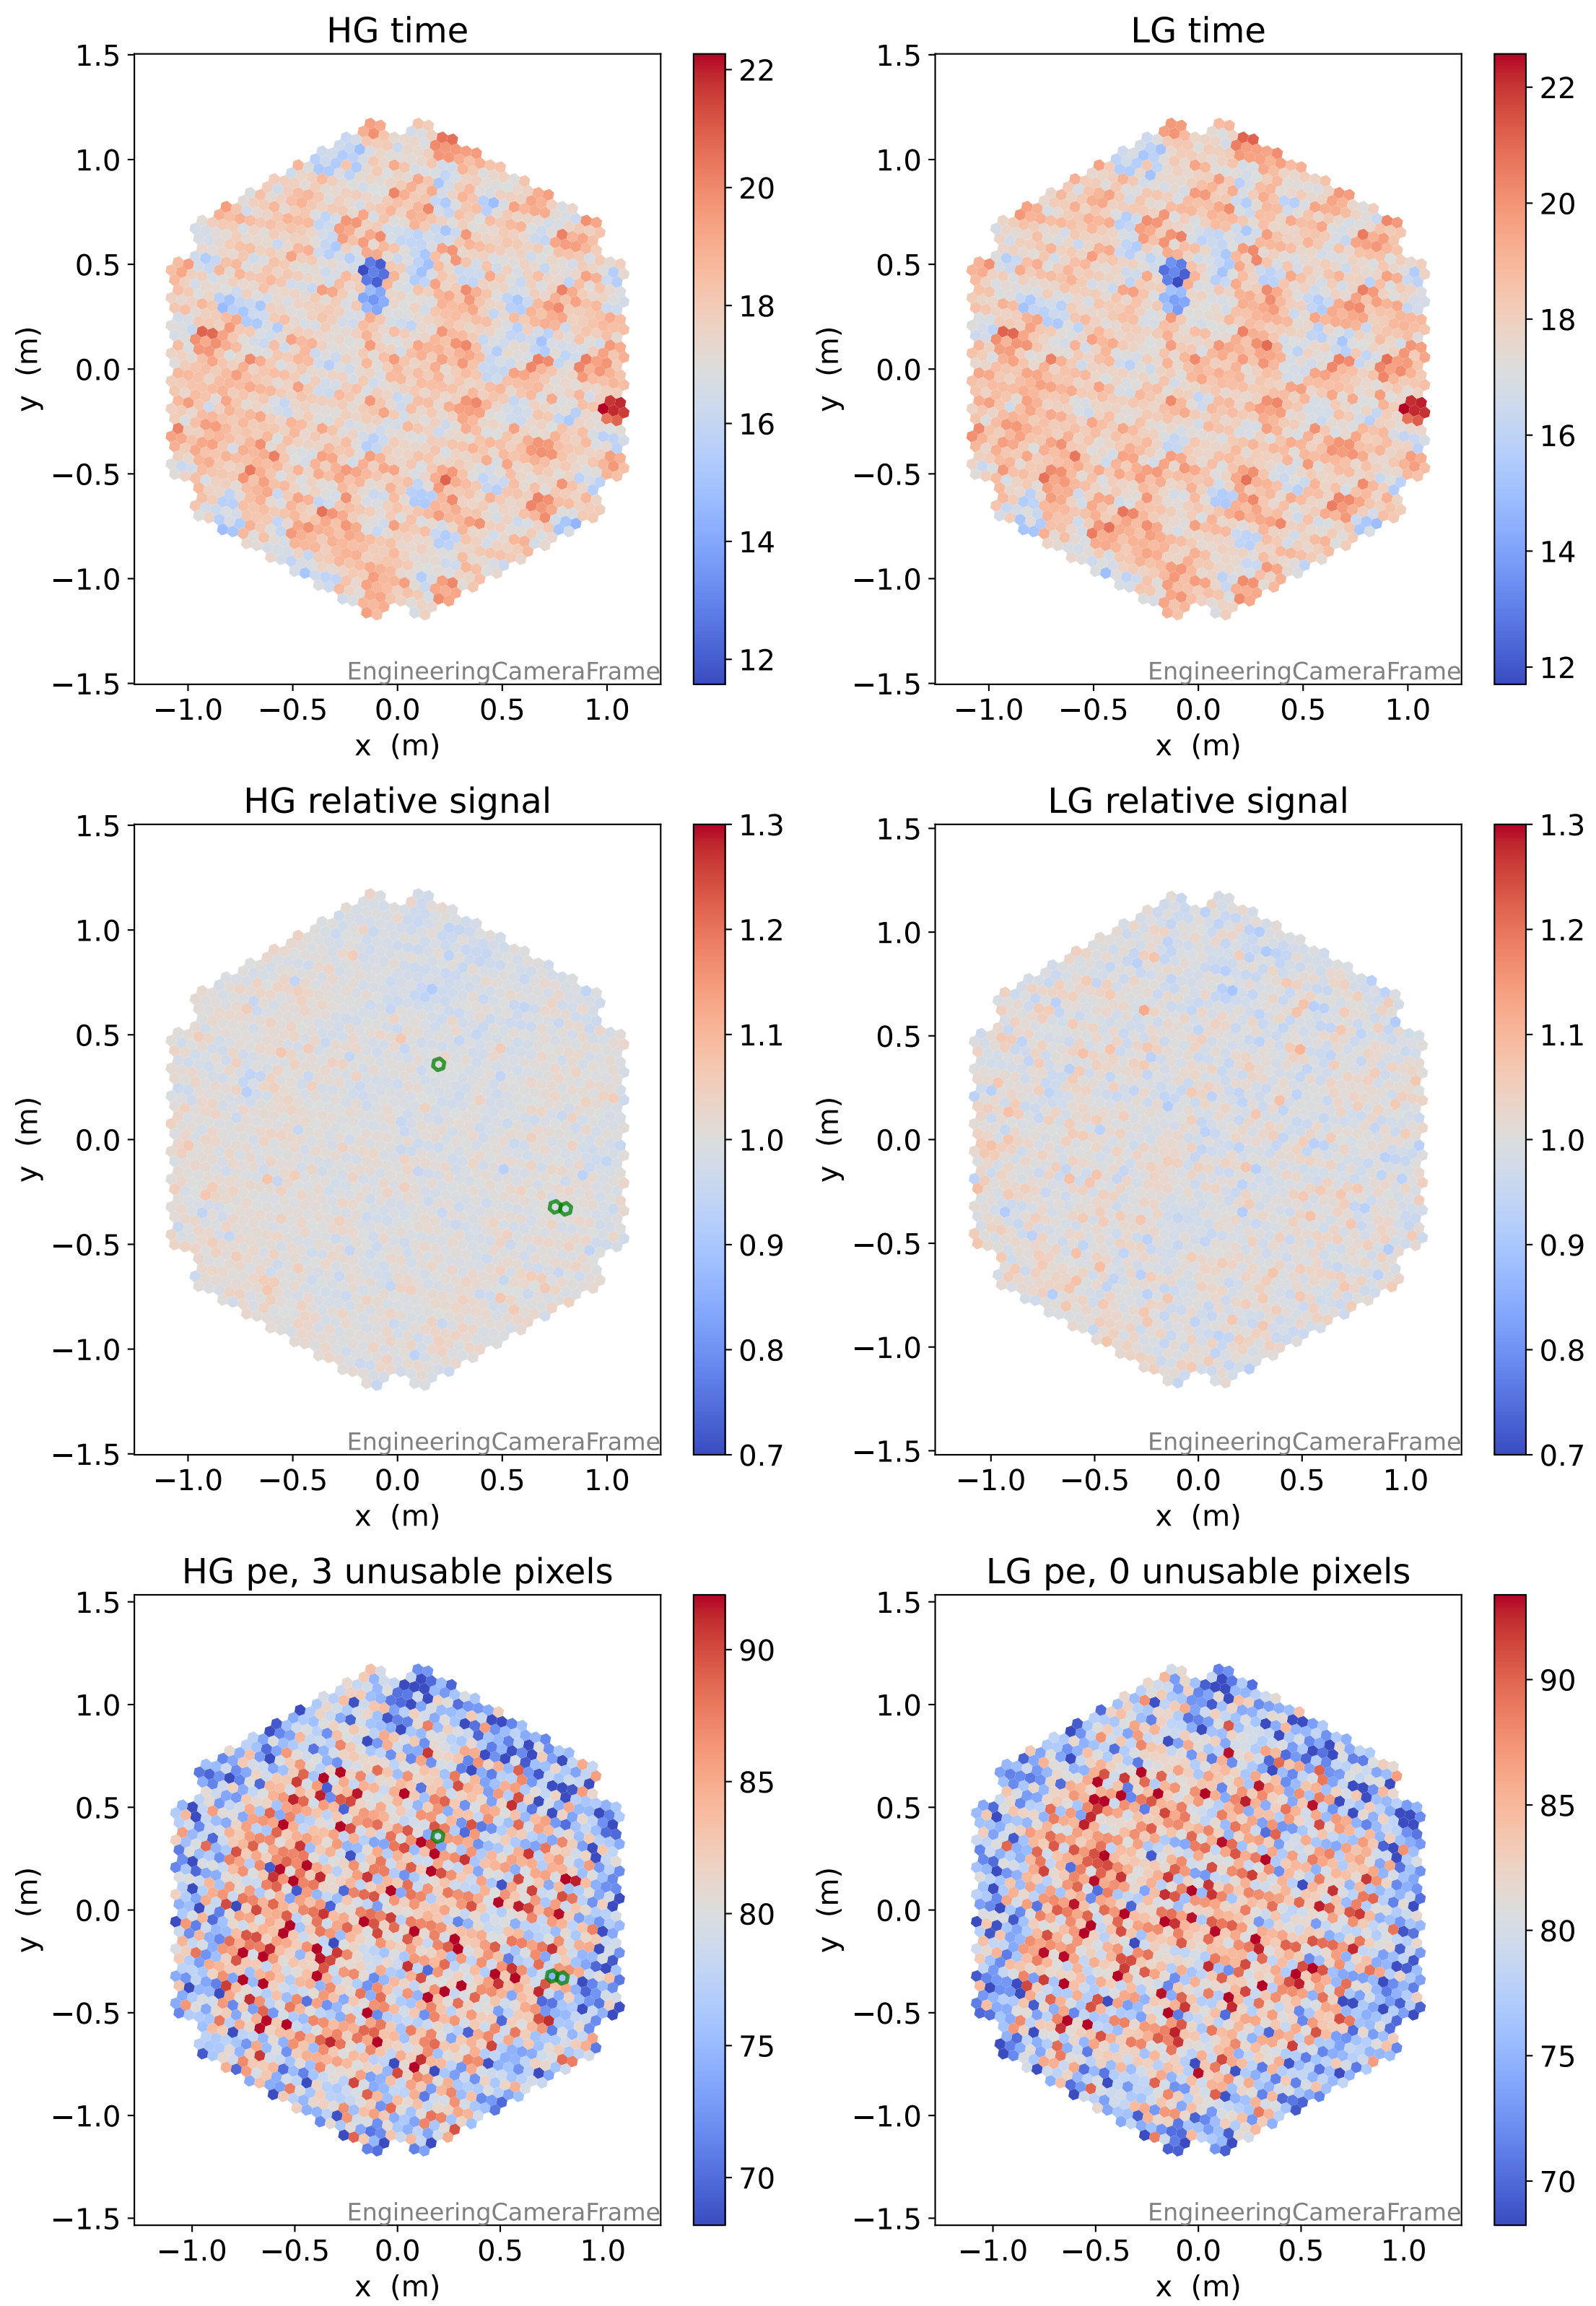 HG time
1.5
1.0
0.5
0.0
−0.5
−1.0
−1.5
y (m)
−1.0 −0.5 0.0 0.5 1.0
x (m)
EngineeringCameraFrame
22
20
18
16
14
12
LG time
1.5
1.0
0.5
0.0
−0.5
−1.0
−1.5
y (m)
−1.0 −0.5 0.0 0.5 1.0
x (m)
EngineeringCameraFrame
22
20
18
16
14
12
HG relative signal
1.5
1.0
0.5
0.0
−0.5
−1.0
−1.5
y (m)
−1.0 −0.5 0.0 0.5 1.0
x (m)
EngineeringCameraFrame
1.3
1.2
1.1
1.0
0.9
0.8
0.7
LG relative signal
1.5
1.0
0.5
0.0
−0.5
−1.0
−1.5
y (m)
−1.0 −0.5 0.0 0.5 1.0
x (m)
EngineeringCameraFrame
1.3
1.2
1.1
1.0
0.9
0.8
0.7
HG pe, 3 unusable pixels
1.5
1.0
0.5
0.0
−0.5
−1.0
−1.5
y (m)
−1.0 −0.5 0.0 0.5 1.0
x (m)
EngineeringCameraFrame
90
85
80
75
70
LG pe, 0 unusable pixels
1.5
1.0
0.5
0.0
−0.5
−1.0
−1.5
y (m)
−1.0 −0.5 0.0 0.5 1.0
x (m)
EngineeringCameraFrame
90
85
80
75
70